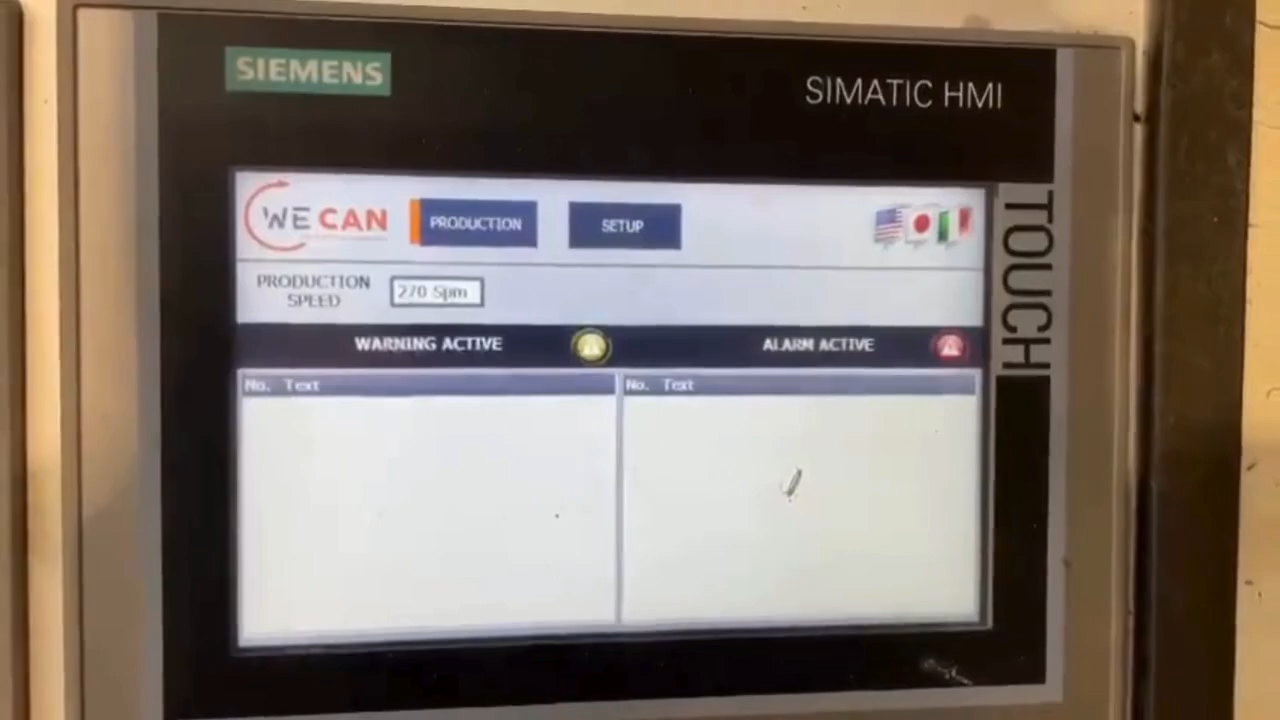 SIEMENS
SIMATIC HMI
TOUCH
WE CAN
PRODUCTION
SETUP
PRODUCTION
SPEED
270 Spm
WARNING ACTIVE
ALARM ACTIVE
No. Text
No. Text